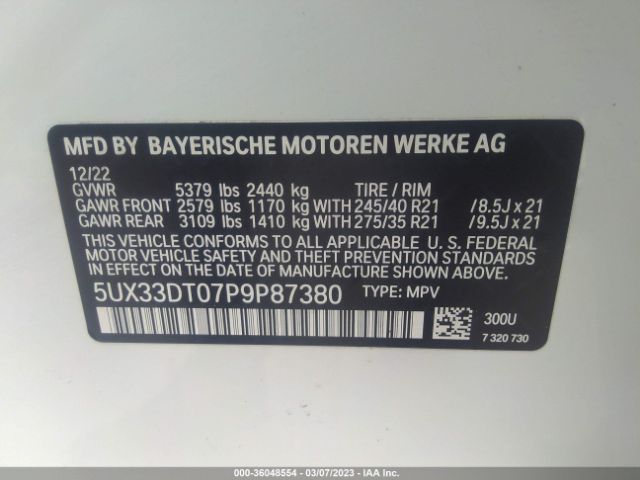 MFD BY BAYERISCHE MOTOREN WERKE AG
12/22
GVWR 5379 lbs 2440 kg TIRE / RIM
GAWR FRONT 2579 lbs 1170 kg WITH 245/40 R21 /8.5J x 21
GAWR REAR 3109 lbs 1410 kg WITH 275/35 R21 /9.5J x 21
THIS VEHICLE CONFORMS TO ALL APPLICABLE U. S. FEDERAL
MOTOR VEHICLE SAFETY, BUMPER, AND THEFT PREVENTION
STANDARDS IN EFFECT ON THE DATE OF MANUFACTURE SHOWN ABOVE.
5UX33DT07P9P87380 TYPE: MPV
300U
7 320 730
000-36048554 — 03/07/2023 — IAA Inc.